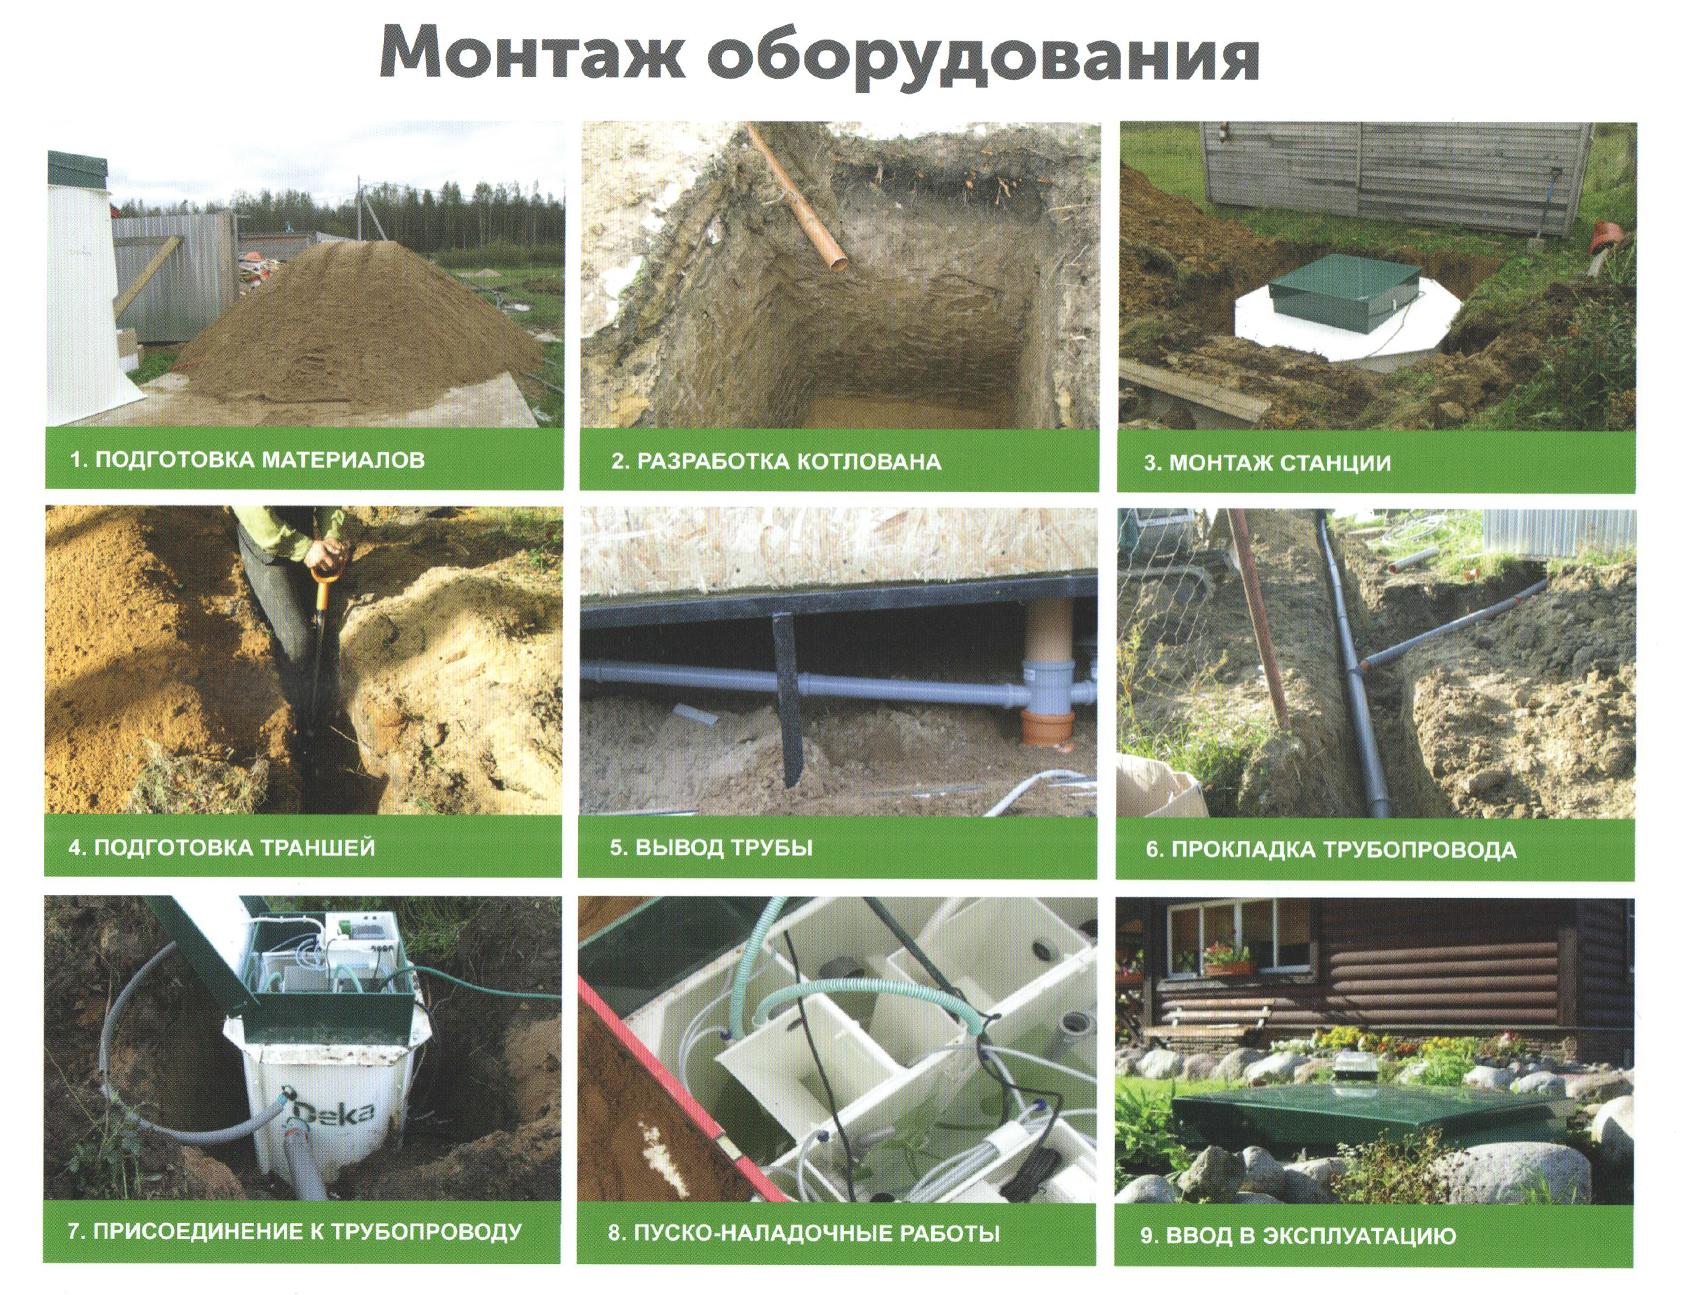 Монтаж оборудования
1. ПОДГОТОВКА МАТЕРИАЛОВ
2. РАЗРАБОТКА КОТЛОВАНА
3. МОНТАЖ СТАНЦИИ
4. ПОДГОТОВКА ТРАНШЕЙ
5. ВЫВОД ТРУБЫ
6. ПРОКЛАДКА ТРУБОПРОВОДА
Deka
7. ПРИСОЕДИНЕНИЕ К ТРУБОПРОВОДУ
8. ПУСКО-НАЛАДОЧНЫЕ РАБОТЫ
9. ВВОД В ЭКСПЛУАТАЦИЮ